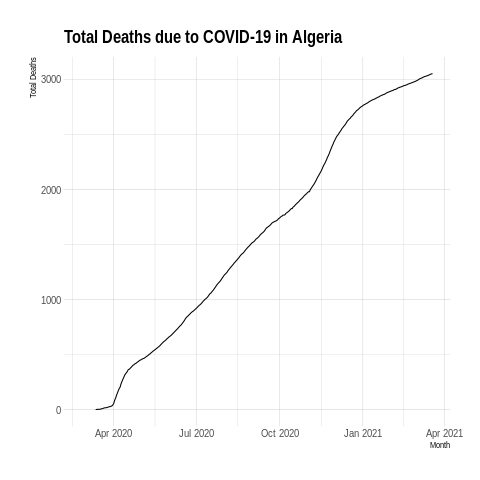 Total Deaths due to COVID-19 in Algeria
Total Deaths
3000
2000
1000
0
Apr 2020 Jul 2020 Oct 2020 Jan 2021 Apr 2021
Month